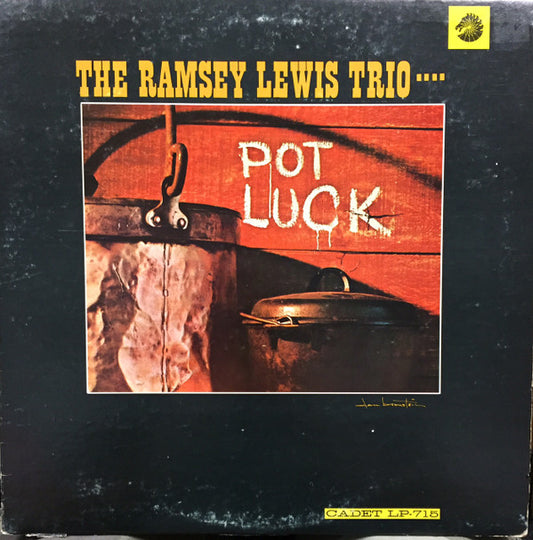 THE RAMSEY LEWIS TRIO····
POT
LUCK
CADET LP-715